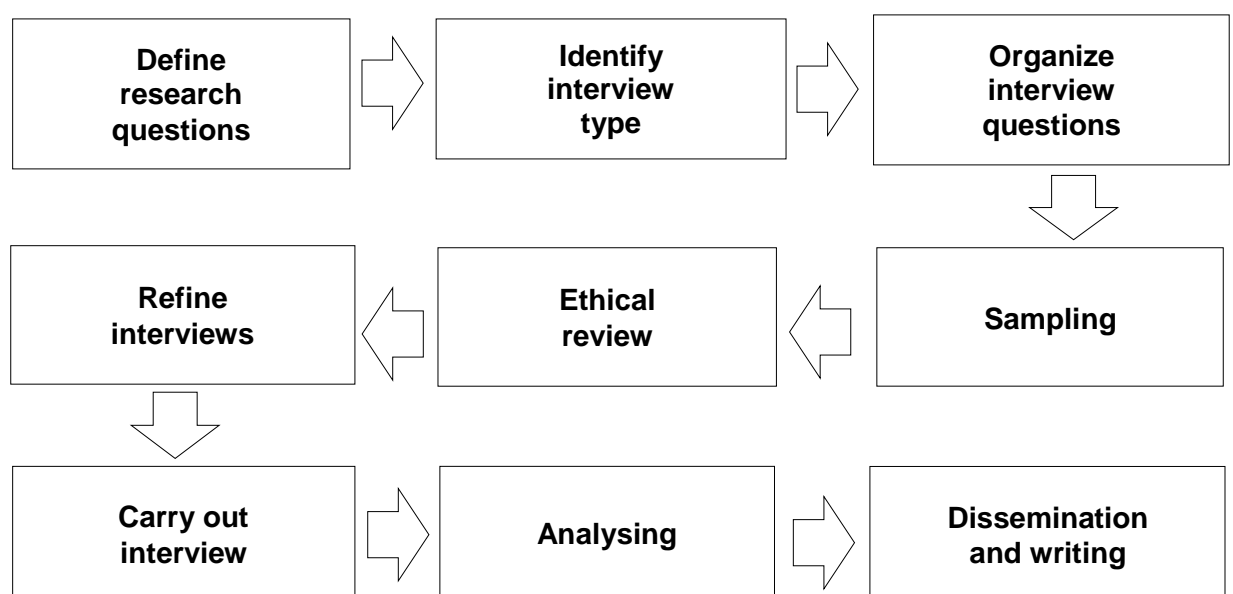 Define
research
questions
Identify
interview
type
Organize
interview
questions
Sampling
Ethical
review
Refine
interviews
Carry out
interview
Analysing
Dissemination
and writing